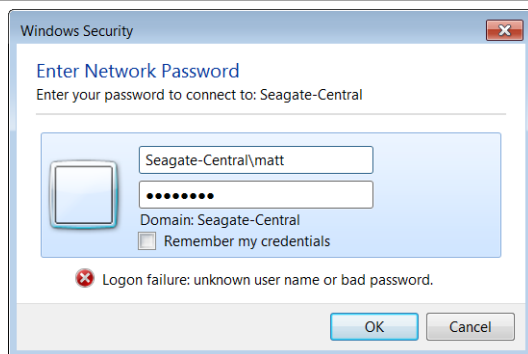 Windows Security
Enter Network Password
Enter your password to connect to: Seagate-Central
Seagate-Central\matt
••••••••
Domain: Seagate-Central
Remember my credentials
Logon failure: unknown user name or bad password.
OK
Cancel